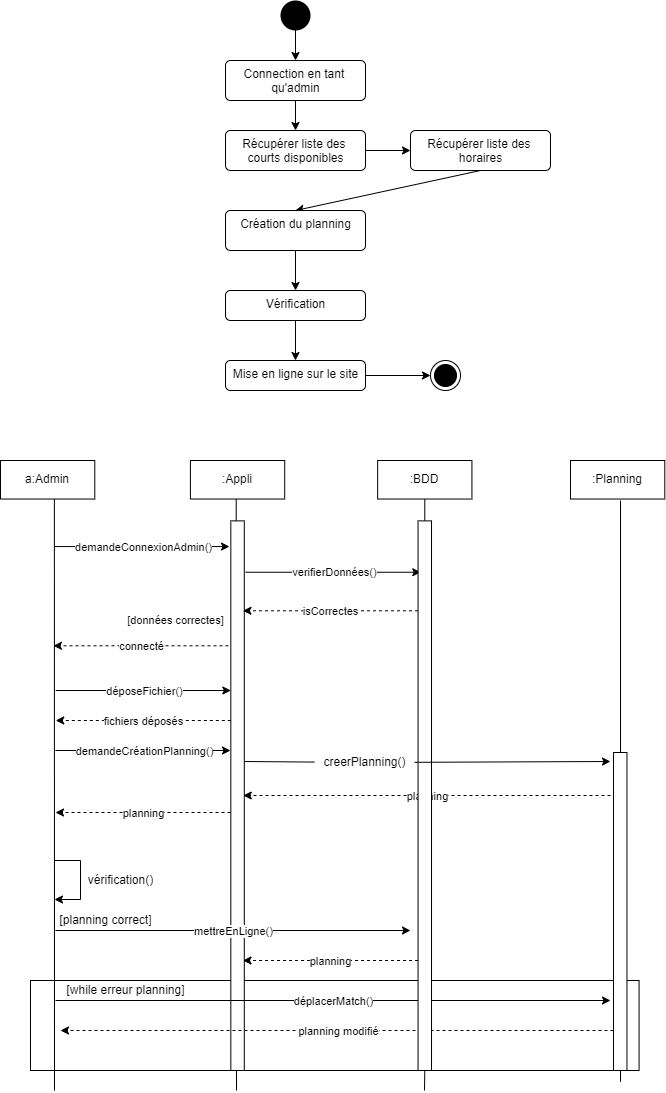 Connection en tant
qu'admin
Récupérer liste des
courts disponibles
Récupérer liste des
horaires
Création du planning
Vérification
Mise en ligne sur le site
a:Admin
:Appli
:BDD
:Planning
demandeConnexionAdmin()
verifierDonnées()
isCorrectes
[données correctes]
connecté
déposeFichier()
fichiers déposés
demandeCréationPlanning()
creerPlanning()
planning
planning
vérification()
[planning correct]
mettreEnLigne()
planning
[while erreur planning]
déplacerMatch()
planning modifié